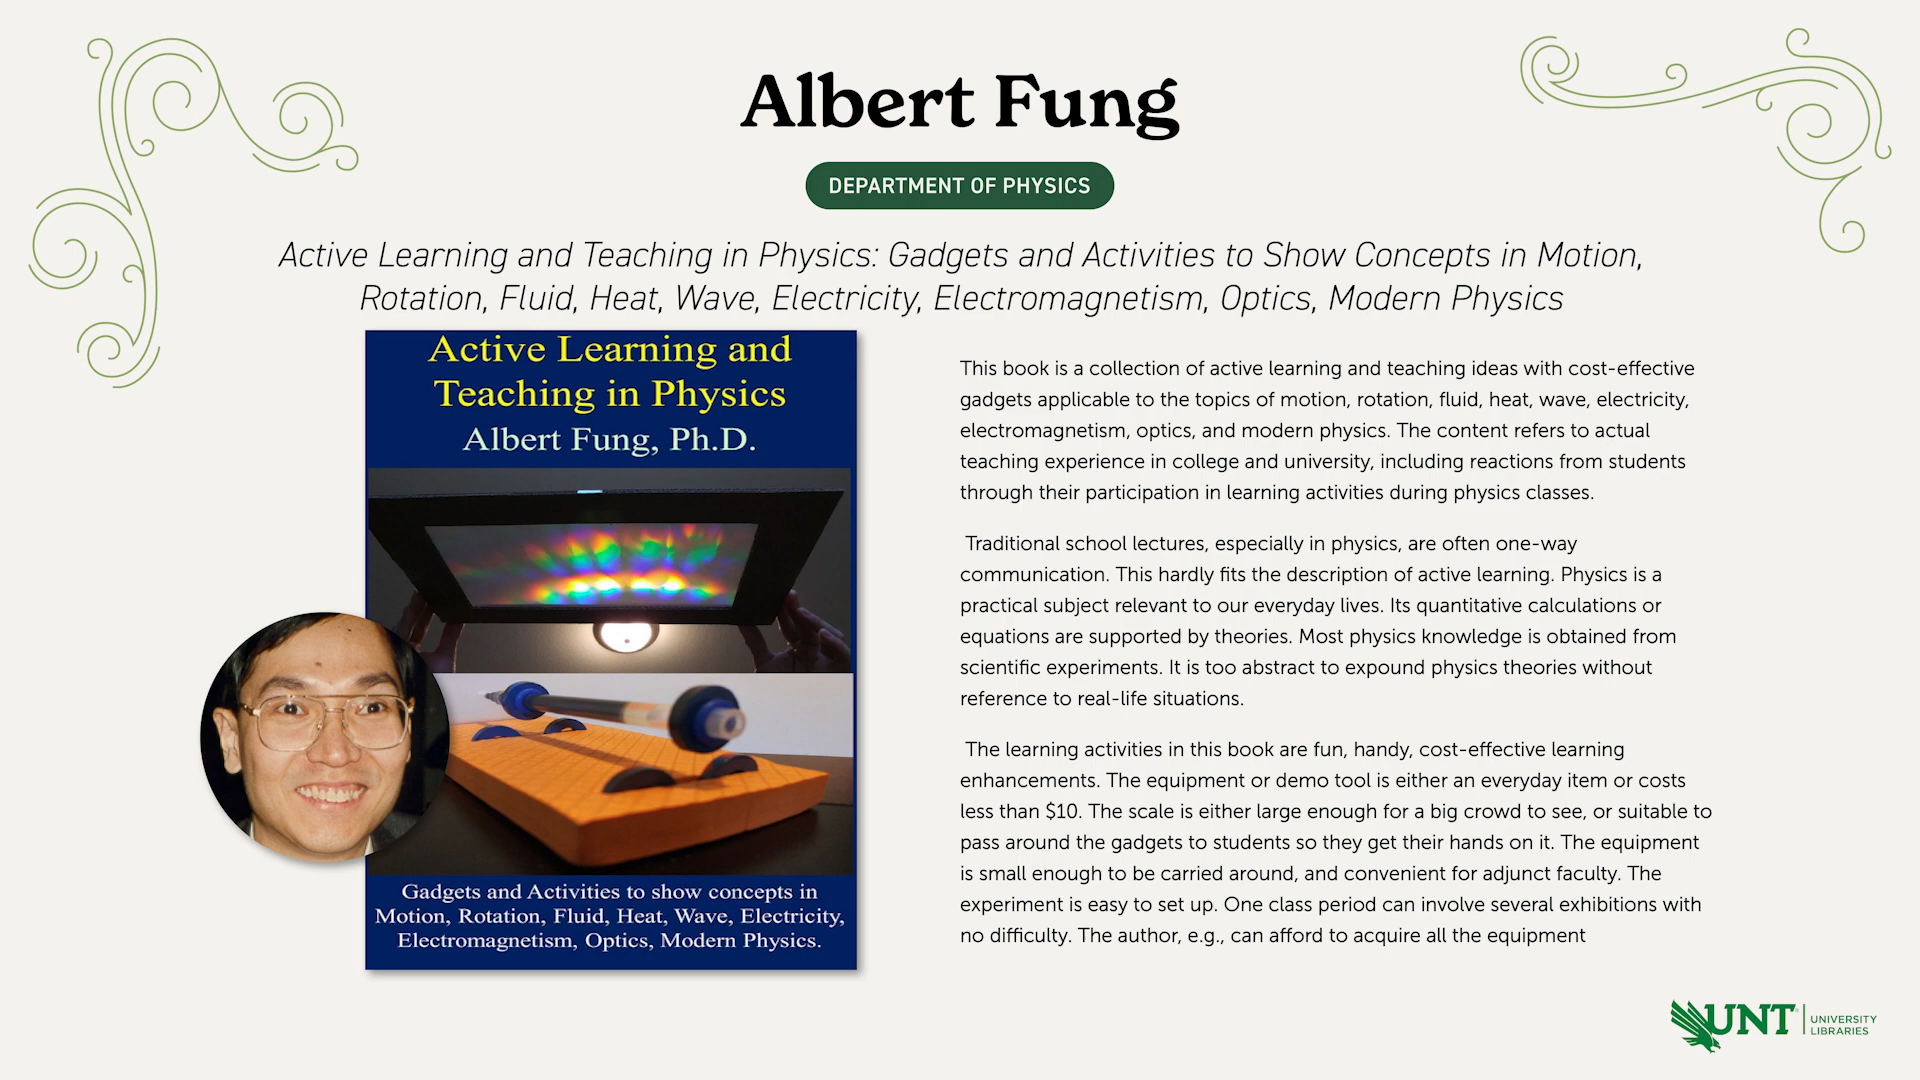 Albert Fung
DEPARTMENT OF PHYSICS
Active Learning and Teaching in Physics: Gadgets and Activities to Show Concepts in Motion,
Rotation, Fluid, Heat, Wave, Electricity, Electromagnetism, Optics, Modern Physics
Active Learning and
Teaching in Physics
Albert Fung, Ph.D.
Gadgets and Activities to show concepts in
Motion, Rotation, Fluid, Heat, Wave, Electricity,
Electromagnetism, Optics, Modern Physics.
This book is a collection of active learning and teaching ideas with cost-effective
gadgets applicable to the topics of motion, rotation, fluid, heat, wave, electricity,
electromagnetism, optics, and modern physics. The content refers to actual
teaching experience in college and university, including reactions from students
through their participation in learning activities during physics classes.
Traditional school lectures, especially in physics, are often one-way
communication. This hardly fits the description of active learning. Physics is a
practical subject relevant to our everyday lives. Its quantitative calculations or
equations are supported by theories. Most physics knowledge is obtained from
scientific experiments. It is too abstract to expound physics theories without
reference to real-life situations.
The learning activities in this book are fun, handy, cost-effective learning
enhancements. The equipment or demo tool is either an everyday item or costs
less than $10. The scale is either large enough for a big crowd to see, or suitable to
pass around the gadgets to students so they get their hands on it. The equipment
is small enough to be carried around, and convenient for adjunct faculty. The
experiment is easy to set up. One class period can involve several exhibitions with
no difficulty. The author, e.g., can afford to acquire all the equipment
UNT
UNIVERSITY
LIBRARIES